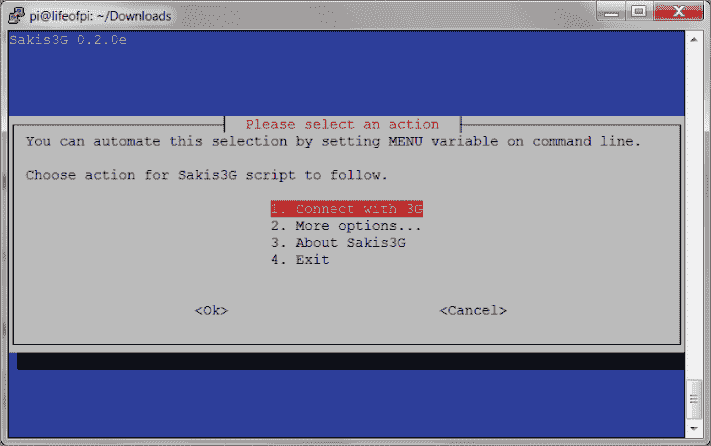 pi@lifeofpi: ~/Downloads
Sakis3G 0.2.0e
Please select an action
You can automate this selection by setting MENU variable on command line.
Choose action for Sakis3G script to follow.
1. Connect with 3G
2. More options...
3. About Sakis3G
4. Exit
<Ok> <Cancel>